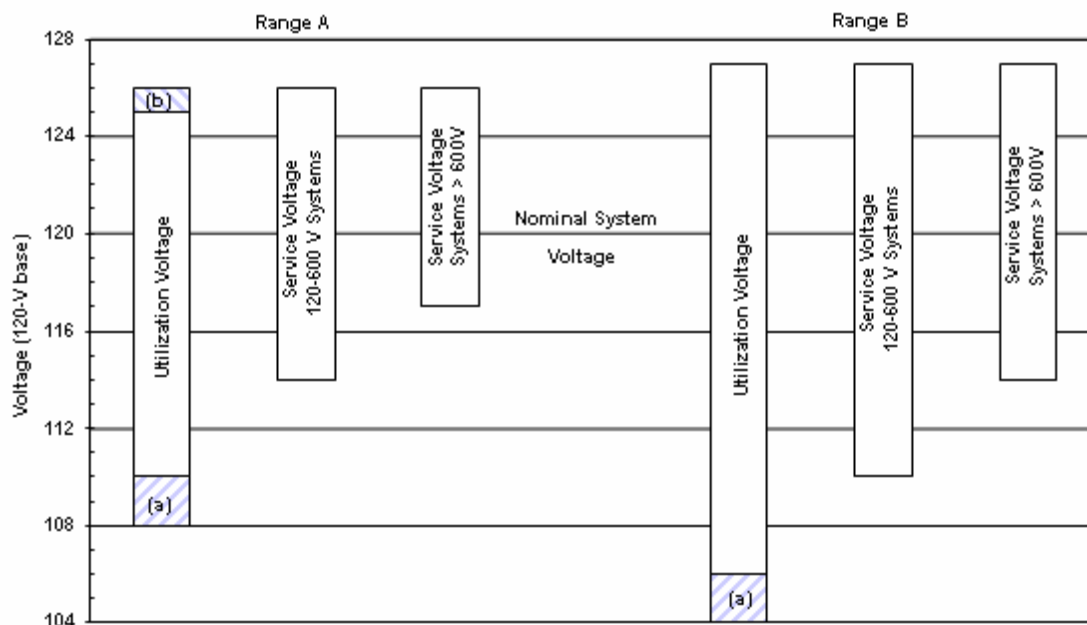 Range A
Range B
128
124
120
116
112
108
104
Voltage (120-V base)
(b)
Utilization Voltage
(a)
Service Voltage
120-600 V Systems
Service Voltage
Systems > 600V
Nominal System
Voltage
Utilization Voltage
(a)
Service Voltage
120-600 V Systems
Service Voltage
Systems > 600V